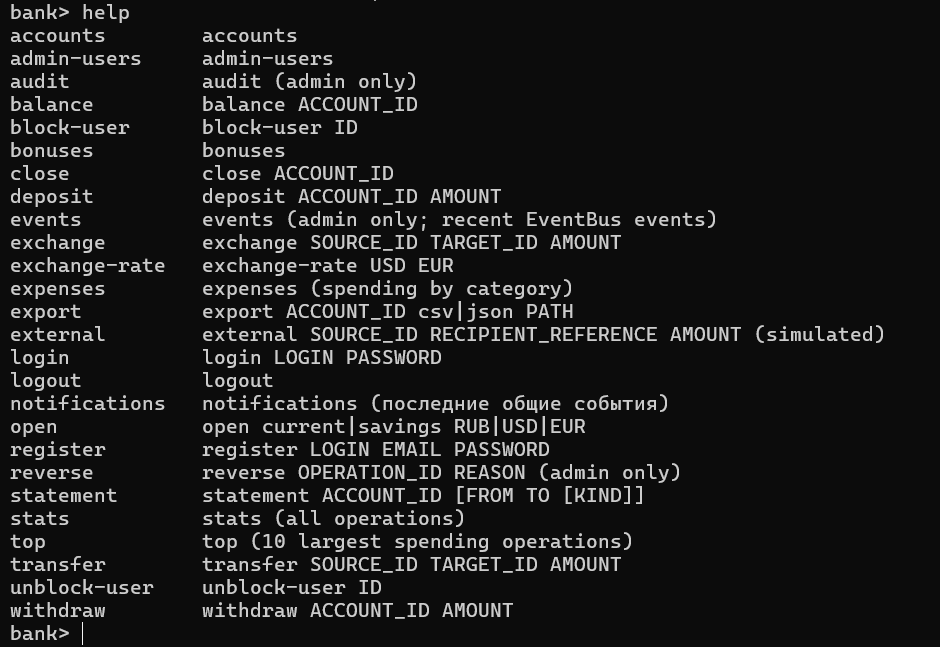 bank> help
accounts        accounts
admin-users     admin-users
audit           audit (admin only)
balance         balance ACCOUNT_ID
block-user      block-user ID
bonuses         bonuses
close           close ACCOUNT_ID
deposit         deposit ACCOUNT_ID AMOUNT
events          events (admin only; recent EventBus events)
exchange        exchange SOURCE_ID TARGET_ID AMOUNT
exchange-rate   exchange-rate USD EUR
expenses        expenses (spending by category)
export          export ACCOUNT_ID csv|json PATH
external        external SOURCE_ID RECIPIENT_REFERENCE AMOUNT (simulated)
login           login LOGIN PASSWORD
logout          logout
notifications   notifications (последние общие события)
open            open current|savings RUB|USD|EUR
register        register LOGIN EMAIL PASSWORD
reverse         reverse OPERATION_ID REASON (admin only)
statement       statement ACCOUNT_ID [FROM TO [KIND]]
stats           stats (all operations)
top             top (10 largest spending operations)
transfer        transfer SOURCE_ID TARGET_ID AMOUNT
unblock-user    unblock-user ID
withdraw        withdraw ACCOUNT_ID AMOUNT
bank>